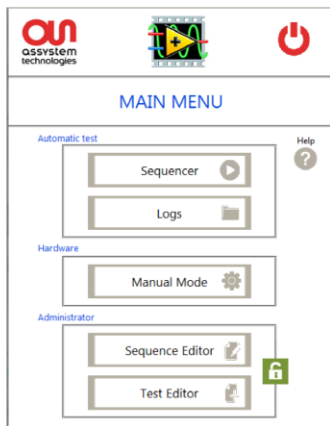 assystem
technologies
MAIN MENU
Automatic test
Help
?
Sequencer
Logs
Hardware
Manual Mode
Administrator
Sequence Editor
Test Editor